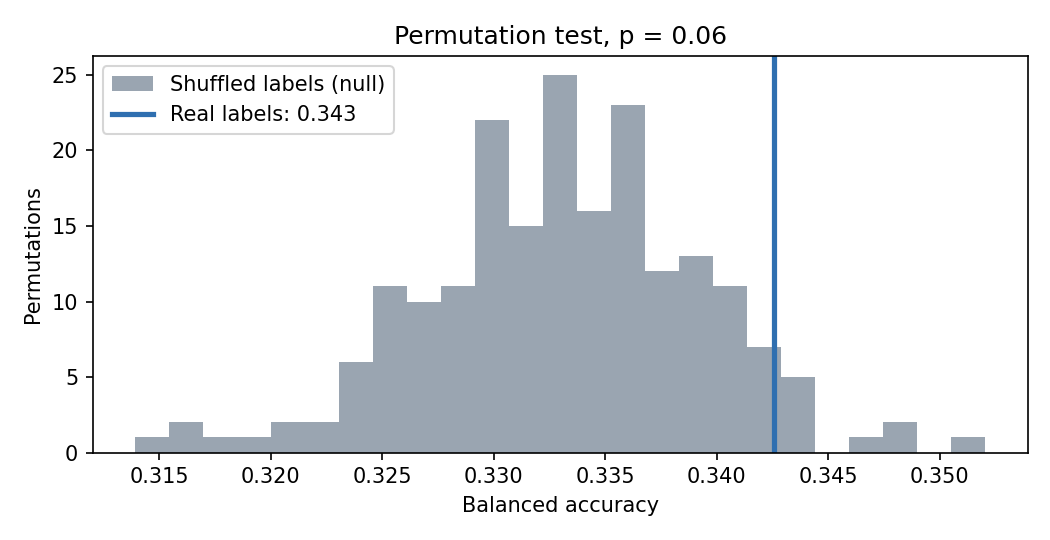 Permutation test, p = 0.06
Shuffled labels (null)
Real labels: 0.343
Permutations
25
20
15
10
5
0
0.315 0.320 0.325 0.330 0.335 0.340 0.345 0.350
Balanced accuracy